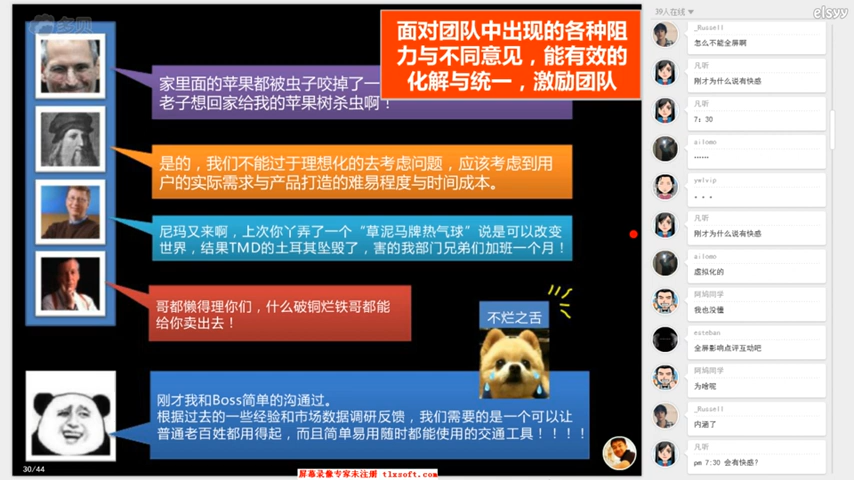 多贝
面对团队中出现的各种阻
力与不同意见，能有效的
化解与统一，激励团队
家里面的苹果都被虫子咬掉了一
老子想回家给我的苹果树杀虫啊！
是的，我们不能过于理想化的去考虑问题，应该考虑到用
户的实际需求与产品打造的难易程度与时间成本。
尼玛又来啊，上次你丫弄了一个“草泥马牌热气球”说是可以改变
世界，结果TMD的土耳其坠毁了，害的我部门兄弟们加班一个月！
哥都懒得理你们，什么破铜烂铁哥都能
给你卖出去！
不烂之舌
刚才我和Boss简单的沟通过。
根据过去的一些经验和市场数据调研反馈，我们需要的是一个可以让
普通老百姓都用得起，而且简单易用随时都能使用的交通工具！！！！
30/44
屏幕录像专家未注册 tlxsoft.com
39人在线
elsyy
_Russell
怎么不能全屏啊
凡昕
刚才为什么说有快感
凡昕
7：30
ailomo
……
yelvip
。。。
凡昕
刚才为什么说有快感
ailomo
虚拟化的
阿妈同学
我也没懂
esteban
全屏影响点评互动吧
阿妈同学
为啥呢
_Russell
内涵了
凡昕
pm 7:30 会有快感?